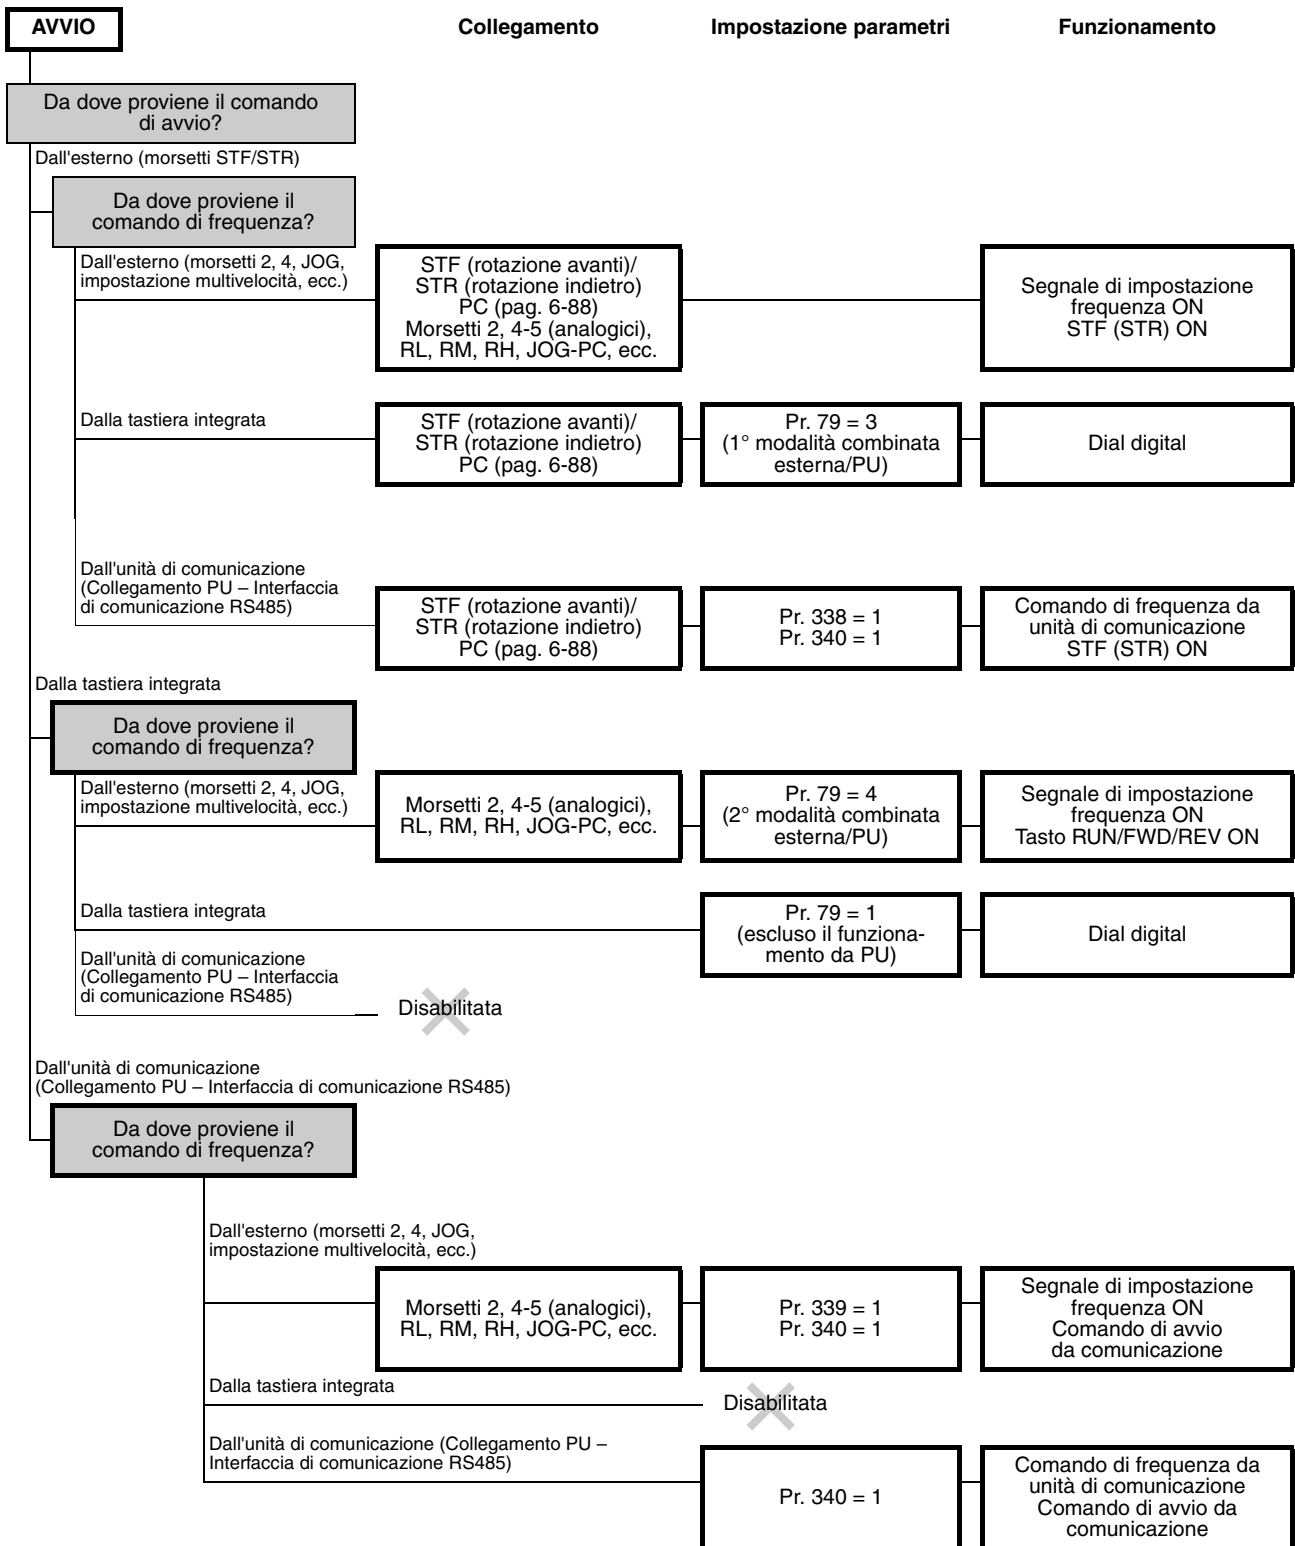 AVVIO
Collegamento
Impostazione parametri
Funzionamento
Da dove proviene il comando
di avvio?
Dall'esterno (morsetti STF/STR)
Da dove proviene il
comando di frequenza?
Dall'esterno (morsetti 2, 4, JOG,
impostazione multivelocità, ecc.)
STF (rotazione avanti)/
STR (rotazione indietro)
PC (pag. 6-88)
Morsetti 2, 4-5 (analogici),
RL, RM, RH, JOG-PC, ecc.
Segnale di impostazione
frequenza ON
STF (STR) ON
Dalla tastiera integrata
STF (rotazione avanti)/
STR (rotazione indietro)
PC (pag. 6-88)
Pr. 79 = 3
(1° modalità combinata
esterna/PU)
Dial digital
Dall'unità di comunicazione
(Collegamento PU – Interfaccia
di comunicazione RS485)
STF (rotazione avanti)/
STR (rotazione indietro)
PC (pag. 6-88)
Pr. 338 = 1
Pr. 340 = 1
Comando di frequenza da
unità di comunicazione
STF (STR) ON
Dalla tastiera integrata
Da dove proviene il
comando di frequenza?
Dall'esterno (morsetti 2, 4, JOG,
impostazione multivelocità, ecc.)
Morsetti 2, 4-5 (analogici),
RL, RM, RH, JOG-PC, ecc.
Pr. 79 = 4
(2° modalità combinata
esterna/PU)
Segnale di impostazione
frequenza ON
Tasto RUN/FWD/REV ON
Dalla tastiera integrata
Pr. 79 = 1
(escluso il funziona-
mento da PU)
Dial digital
Dall'unità di comunicazione
(Collegamento PU – Interfaccia
di comunicazione RS485)
Disabilitata
Dall'unità di comunicazione
(Collegamento PU – Interfaccia di comunicazione RS485)
Da dove proviene il
comando di frequenza?
Dall'esterno (morsetti 2, 4, JOG,
impostazione multivelocità, ecc.)
Morsetti 2, 4-5 (analogici),
RL, RM, RH, JOG-PC, ecc.
Pr. 339 = 1
Pr. 340 = 1
Segnale di impostazione
frequenza ON
Comando di avvio
da comunicazione
Dalla tastiera integrata
Disabilitata
Dall'unità di comunicazione (Collegamento PU –
Interfaccia di comunicazione RS485)
Pr. 340 = 1
Comando di frequenza da
unità di comunicazione
Comando di avvio da
comunicazione